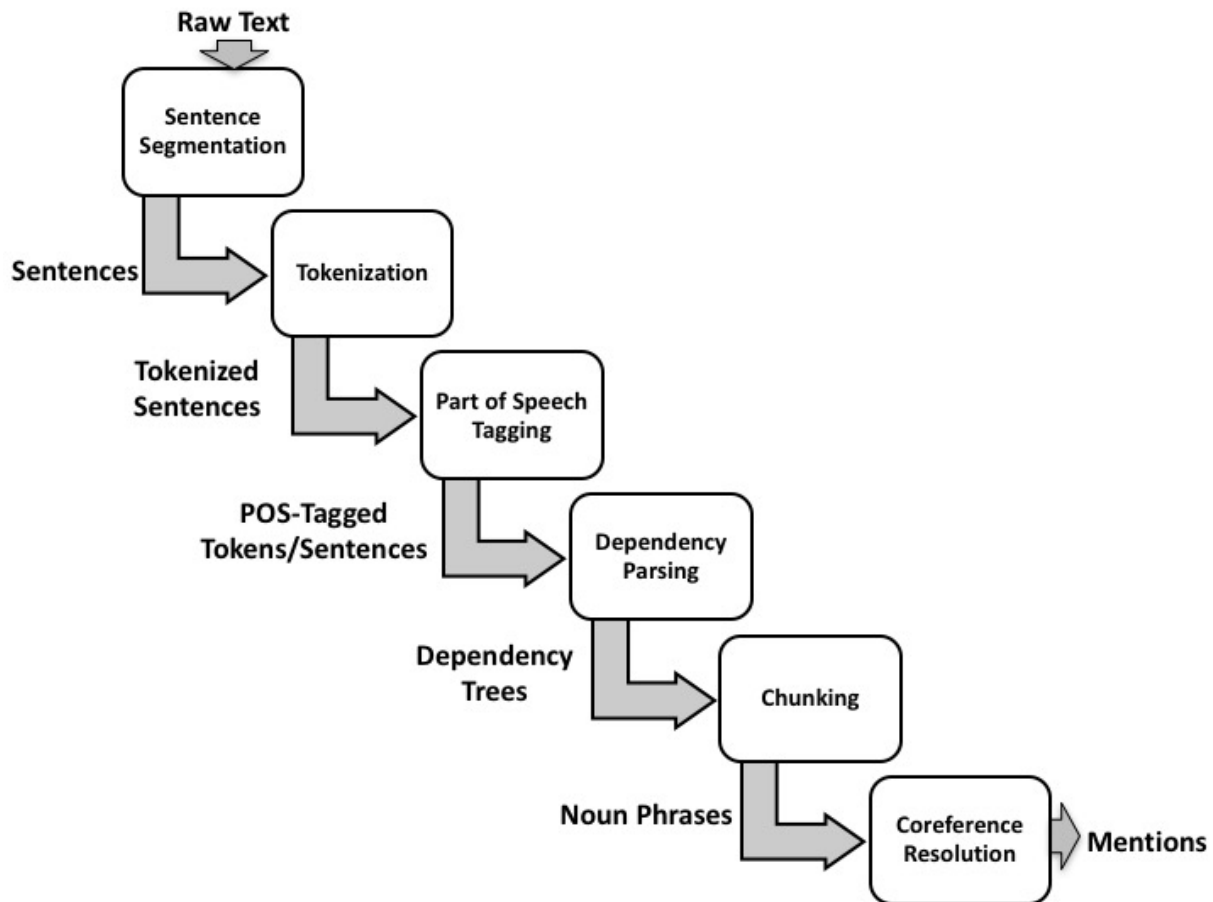 Raw Text
Sentence
Segmentation
Sentences
Tokenization
Tokenized
Sentences
Part of Speech
Tagging
POS-Tagged
Tokens/Sentences
Dependency
Parsing
Dependency
Trees
Chunking
Noun Phrases
Coreference
Resolution
Mentions